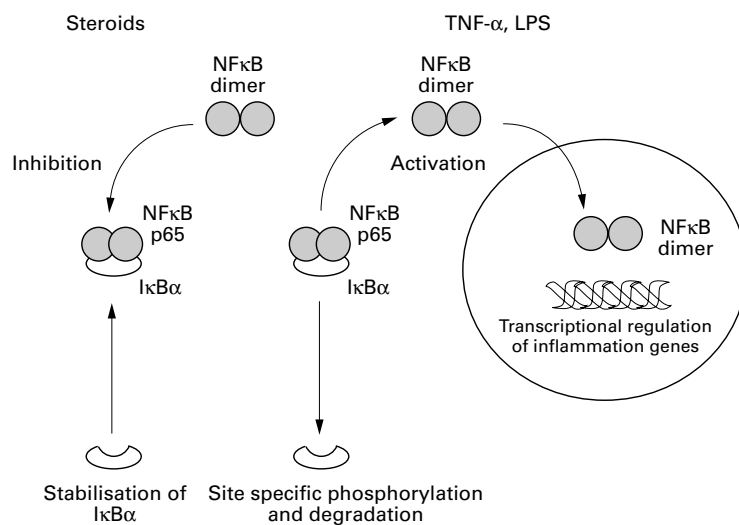 Steroids
TNF-α, LPS
NFκB
dimer
NFκB
dimer
Inhibition
Activation
NFκB
p65
IκBα
NFκB
p65
IκBα
NFκB
dimer
Transcriptional regulation
of inflammation genes
Stabilisation of
IκBα
Site specific phosphorylation
and degradation